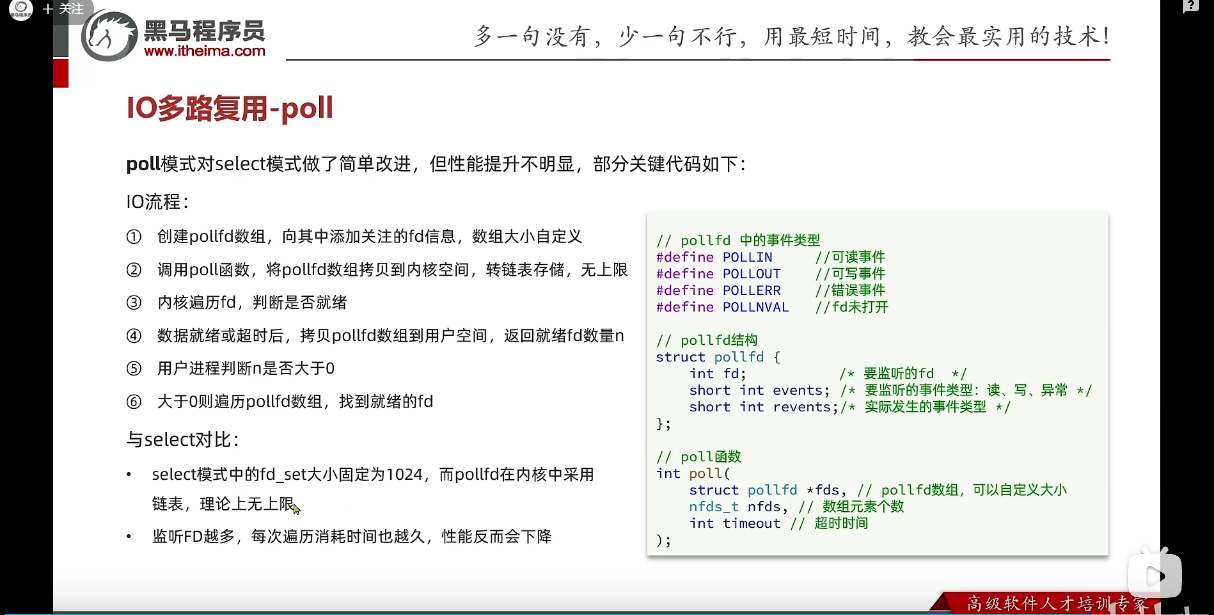 + 关注
黑马程序员
www.itheima.com
多一句没有，少一句不行，用最短时间，教会最实用的技术！
IO多路复用-poll
poll模式对select模式做了简单改进，但性能提升不明显，部分关键代码如下：
IO流程：
① 创建pollfd数组，向其中添加关注的fd信息，数组大小自定义
② 调用poll函数，将pollfd数组拷贝到内核空间，转链表存储，无上限
③ 内核遍历fd，判断是否就绪
④ 数据就绪或超时后，拷贝pollfd数组到用户空间，返回就绪fd数量n
⑤ 用户进程判断n是否大于0
⑥ 大于0则遍历pollfd数组，找到就绪的fd
与select对比：
• select模式中的fd_set大小固定为1024，而pollfd在内核中采用
链表，理论上无上限
• 监听FD越多，每次遍历消耗时间也越久，性能反而会下降
// pollfd 中的事件类型
#define POLLIN //可读事件
#define POLLOUT //可写事件
#define POLLERR //错误事件
#define POLLNVAL //fd未打开
// pollfd结构
struct pollfd {
int fd; /* 要监听的fd */
short int events; /* 要监听的事件类型：读、写、异常 */
short int revents;/* 实际发生的事件类型 */
};
// poll函数
int poll(
struct pollfd *fds, // pollfd数组，可以自定义大小
nfds_t nfds, // 数组元素个数
int timeout // 超时时间
);
高级软件人才培训专家